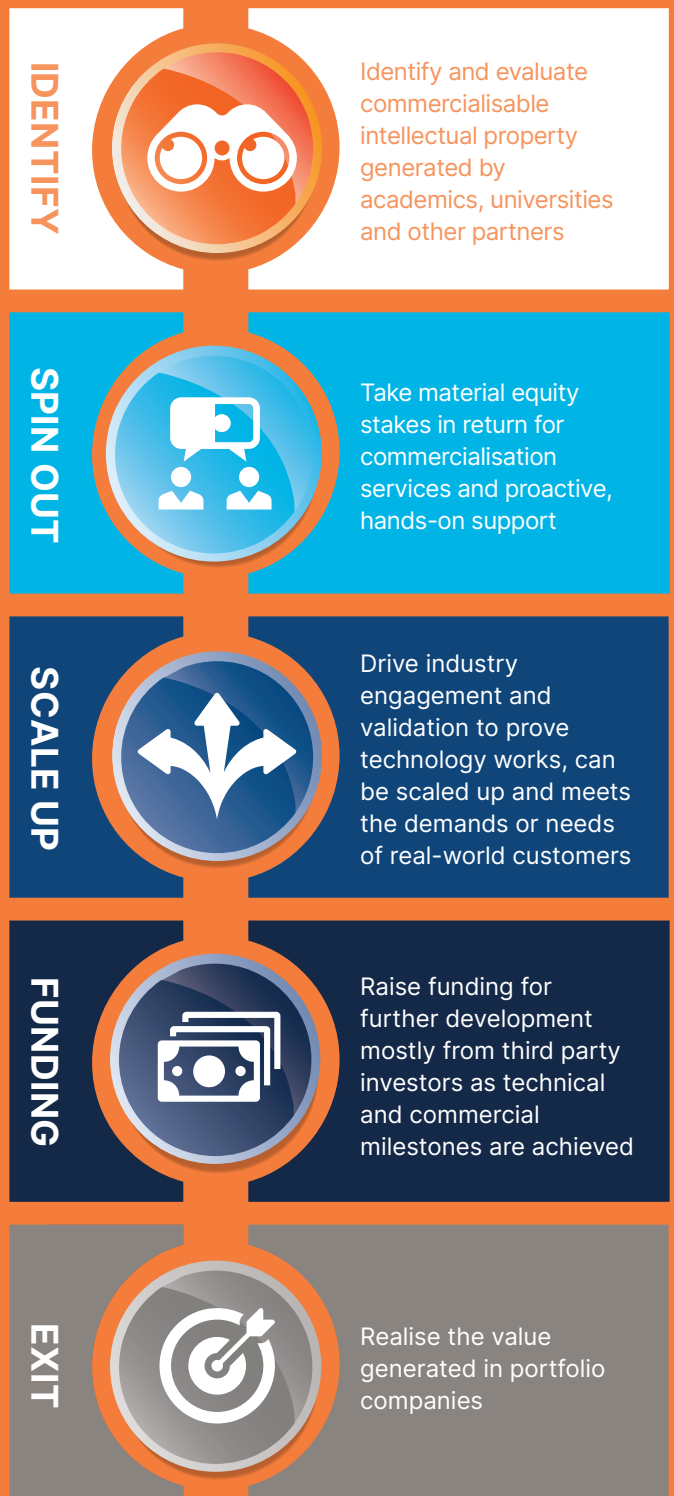 IDENTIFY
Identify and evaluate
commercialisable
intellectual property
generated by
academics, universities
and other partners
SPIN OUT
Take material equity
stakes in return for
commercialisation
services and proactive,
hands-on support
SCALE UP
Drive industry
engagement and
validation to prove
technology works, can
be scaled up and meets
the demands or needs
of real-world customers
FUNDING
Raise funding for
further development
mostly from third party
investors as technical
and commercial
milestones are achieved
EXIT
Realise the value
generated in portfolio
companies